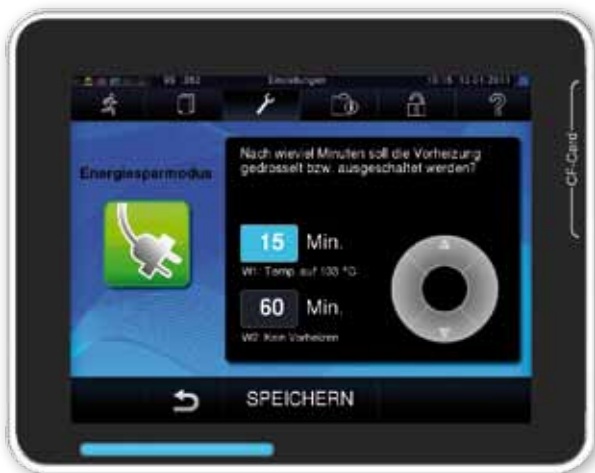 Einstellungen
Energiesparmodus
Nach wieviel Minuten soll die Vorheizung
gedrosselt bzw. ausgeschaltet werden?
15 Min.
W1: Temp. auf 103 °C
60 Min.
W2: Kein Vorheizen
SPEICHERN
CF-Card
?